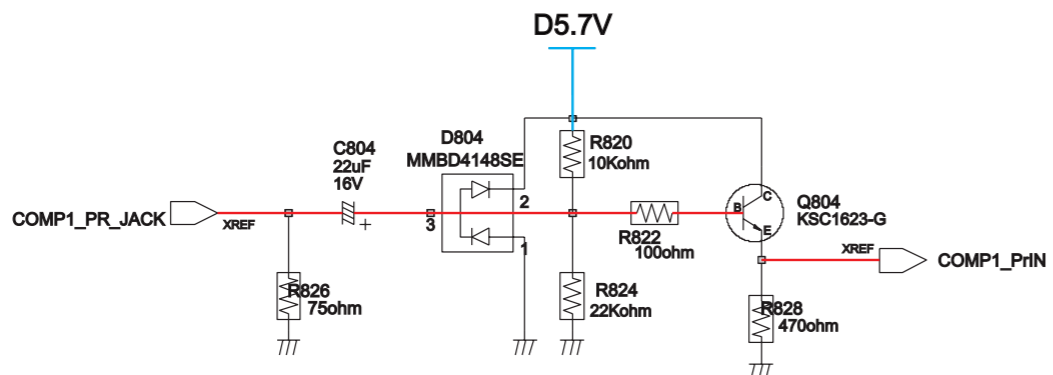 D5.7V
C804
22uF
16V
D804
MMBD4148SE
R820
10Kohm
COMP1_PR_JACK
XREF
+
3
2
1
R822
100ohm
B
C
E
Q804
KSC1623-G
XREF
COMP1_PrIN
R826
75ohm
R824
22Kohm
R828
470ohm